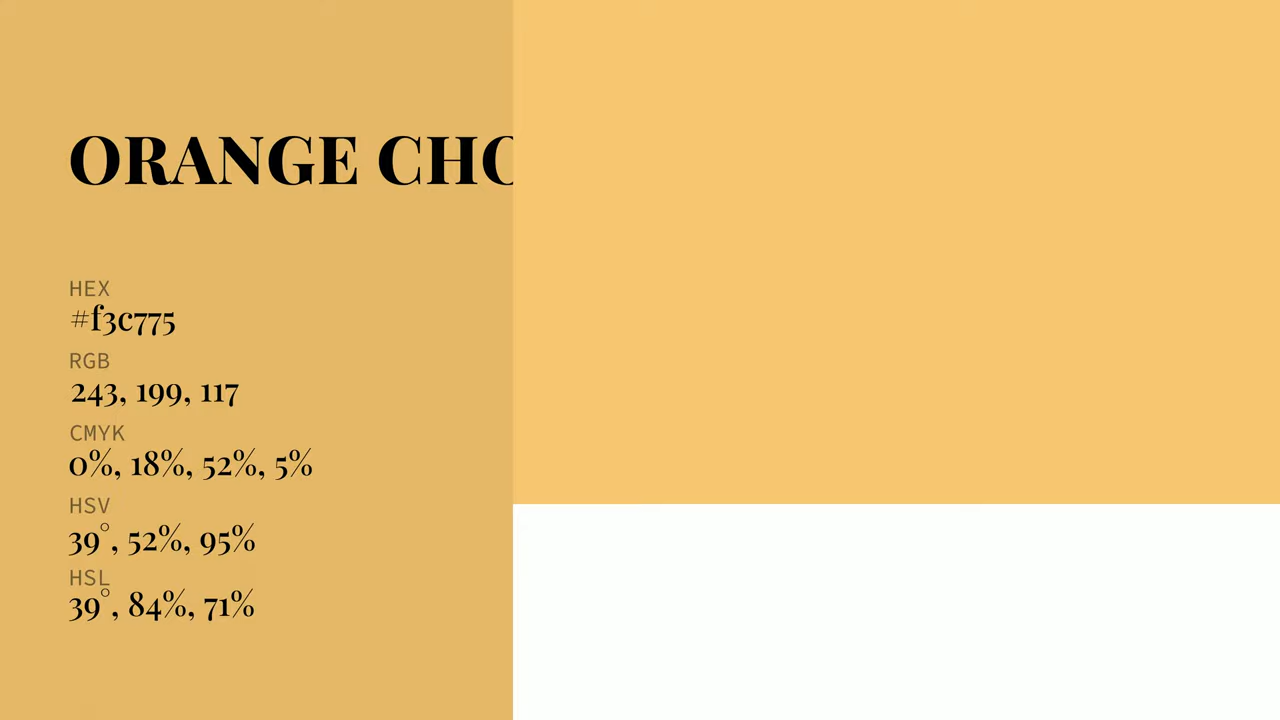 ORANGE CHO
HEX
#f3c775
RGB
243, 199, 117
CMYK
0%, 18%, 52%, 5%
HSV
39°, 52%, 95%
HSL
39°, 84%, 71%